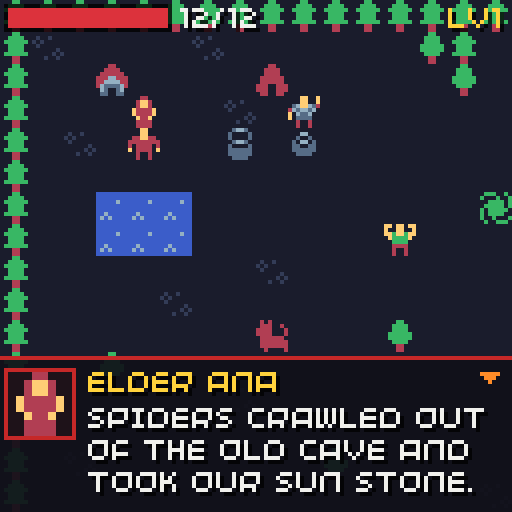 12/12 LV1
ELDER ANA
SPIDERS CRAWLED OUT
OF THE OLD CAVE AND
TOOK OUR SUN STONE.